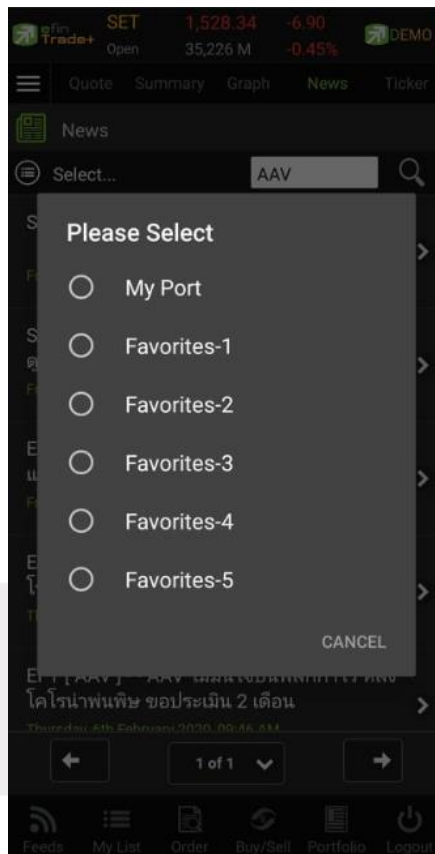 efin
Trade+
SET 1,528.34 -6.90
Open 35,226 M -0.45%
DEMO
Quote Summary Graph News Ticker
News
Select... AAV
Please Select
My Port
Favorites-1
Favorites-2
Favorites-3
Favorites-4
Favorites-5
CANCEL
โคโรน่าพ่นพิษ ขอประเมิน 2 เดือน
Thursday, 6th February 2020, 09:46 AM
1 of 1
Feeds My List Order Buy/Sell Portfolio Logout